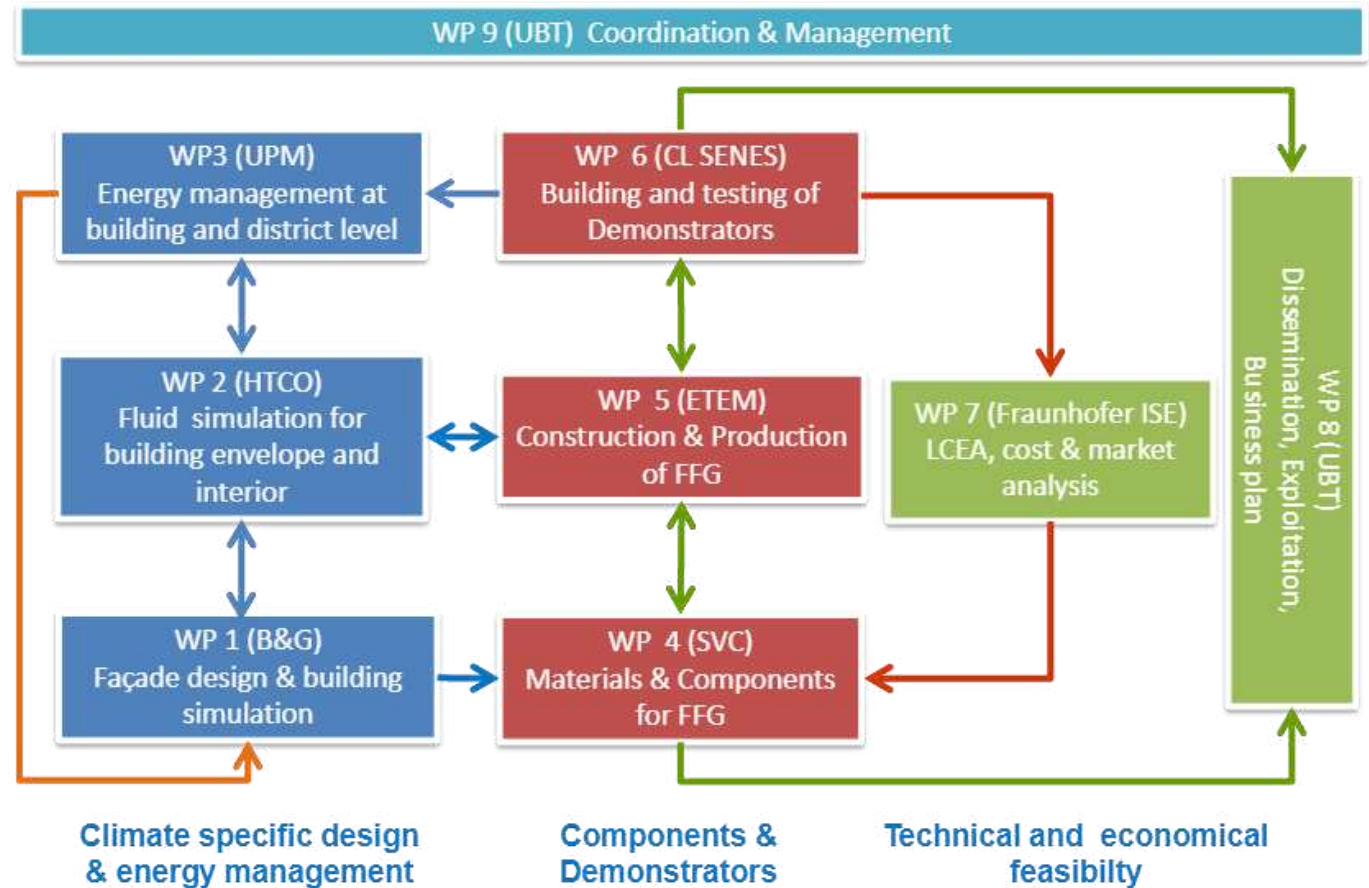 WP 9 (UBT) Coordination & Management
WP3 (UPM)
Energy management at
building and district level
WP 6 (CL SENES)
Building and testing of
Demonstrators
WP 2 (HTCO)
Fluid simulation for
building envelope and
interior
WP 5 (ETEM)
Construction & Production
of FFG
WP 7 (Fraunhofer ISE)
LCEA, cost & market
analysis
WP 8 (UBT)
Dissemination, Exploitation,
Business plan
WP 1 (B&G)
Façade design & building
simulation
WP 4 (SVC)
Materials & Components
for FFG
Climate specific design
& energy management
Components &
Demonstrators
Technical and economical
feasibilty